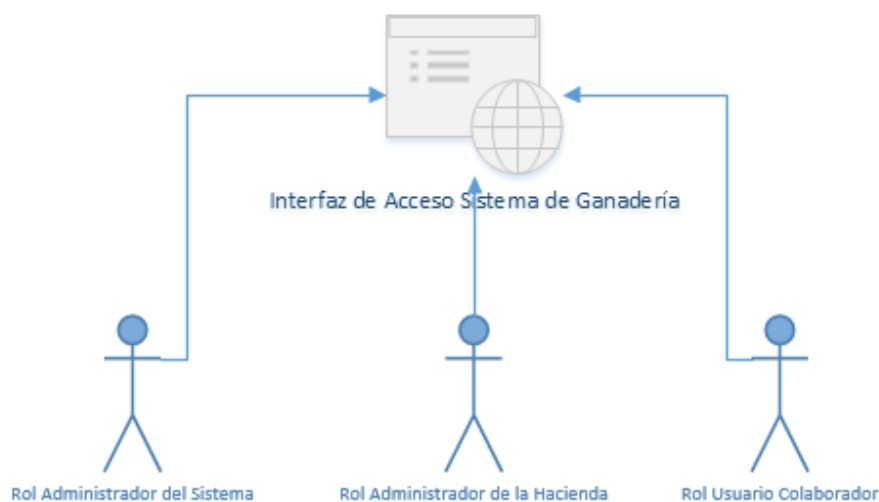 Interfaz de Acceso Sistema de Ganadería
Rol Administrador del Sistema
Rol Administrador de la Hacienda
Rol Usuario Colaborador